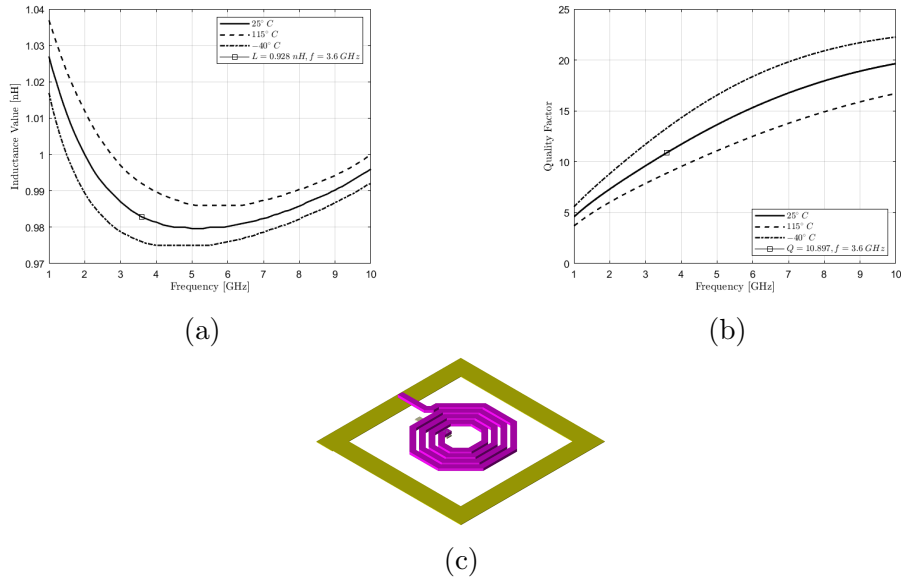 1.04
1.03
1.02
1.01
1
0.99
0.98
0.97
Inductance Value [nH]
1 2 3 4 5 6 7 8 9 10
Frequency [GHz]
25° C
115° C
−40° C
L = 0.928 nH, f = 3.6 GHz
(a)
25
20
15
10
5
0
Quality Factor
1 2 3 4 5 6 7 8 9 10
Frequency [GHz]
25° C
115° C
−40° C
Q = 10.897, f = 3.6 GHz
(b)
(c)